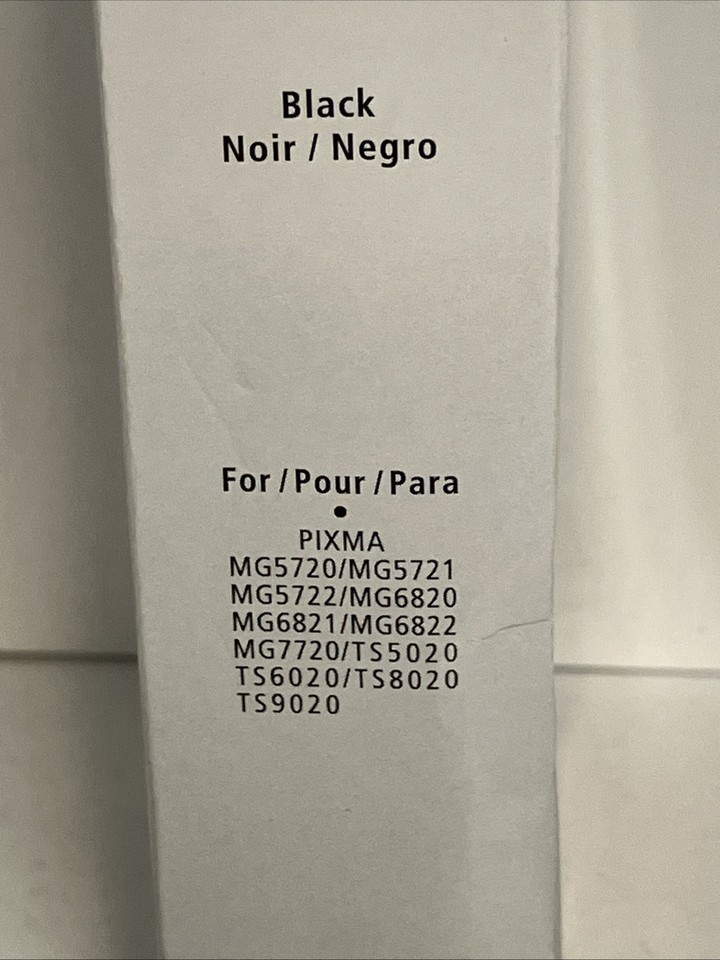 Black
Noir / Negro
For / Pour / Para
•
PIXMA
MG5720/MG5721
MG5722/MG6820
MG6821/MG6822
MG7720/TS5020
TS6020/TS8020
TS9020